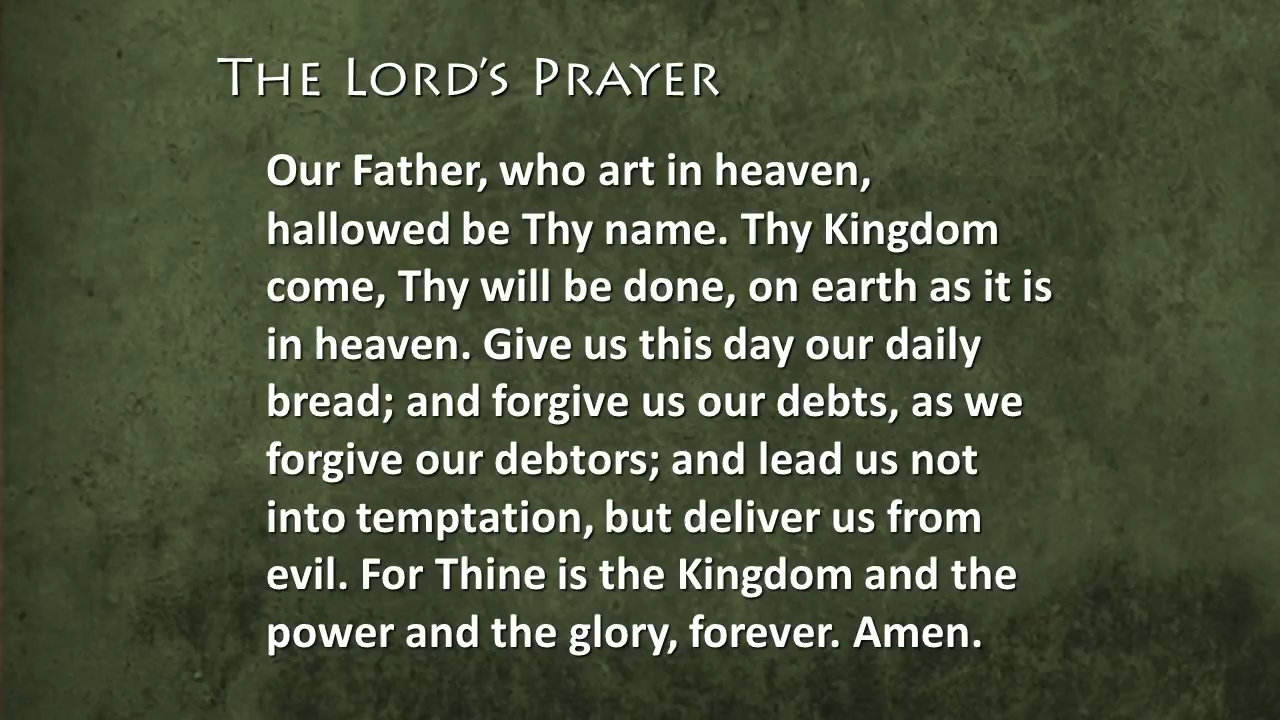 The Lord's Prayer
Our Father, who art in heaven,
hallowed be Thy name. Thy Kingdom
come, Thy will be done, on earth as it is
in heaven. Give us this day our daily
bread; and forgive us our debts, as we
forgive our debtors; and lead us not
into temptation, but deliver us from
evil. For Thine is the Kingdom and the
power and the glory, forever. Amen.